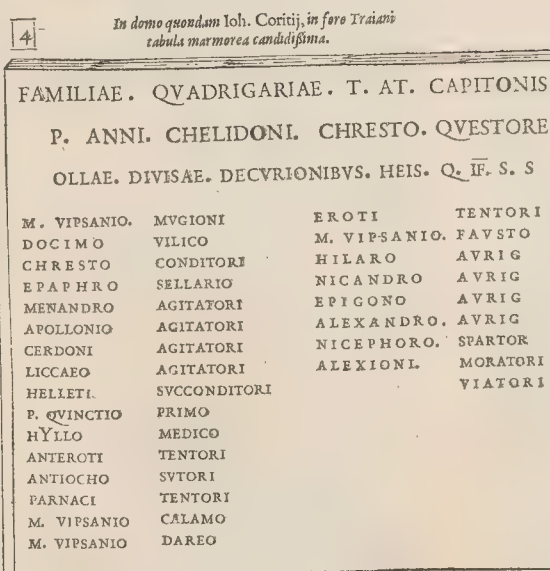 4
In domo quondam Ioh. Coritij, in foro Traiani
tabula marmorea candidißima.
FAMILIAE. QVADRIGARIAE. T. AT. CAPITONIS
P. ANNI. CHELIDONI. CHRESTO. QVESTORE
OLLAE. DIVISAE. DECVRIONIBVS. HEIS. Q. I̅F̅. S. S
M. VIPSANIO. MVGIONI
DOCIMO VILICO
CHRESTO CONDITORI
EPAPHRO SELLARIO
MENANDRO AGITATORI
APOLLONIO AGITATORI
CERDONI AGITATORI
LICCAEO AGITATORI
HELLETI. SVCCONDITORI
P. QVINCTIO PRIMO
HYLLO MEDICO
ANTEROTI TENTORI
ANTIOCHO SVTORI
PARNACI TENTORI
M. VIPSANIO CALAMO
M. VIPSANIO DAREO
EROTI TENTORI
M. VIPSANIO. FAVSTO
HILARO AVRIG
NICANDRO AVRIG
EPIGONO AVRIG
ALEXANDRO. AVRIG
NICEPHORO. SPARTOR
ALEXIONI. MORATORI
VIATORI